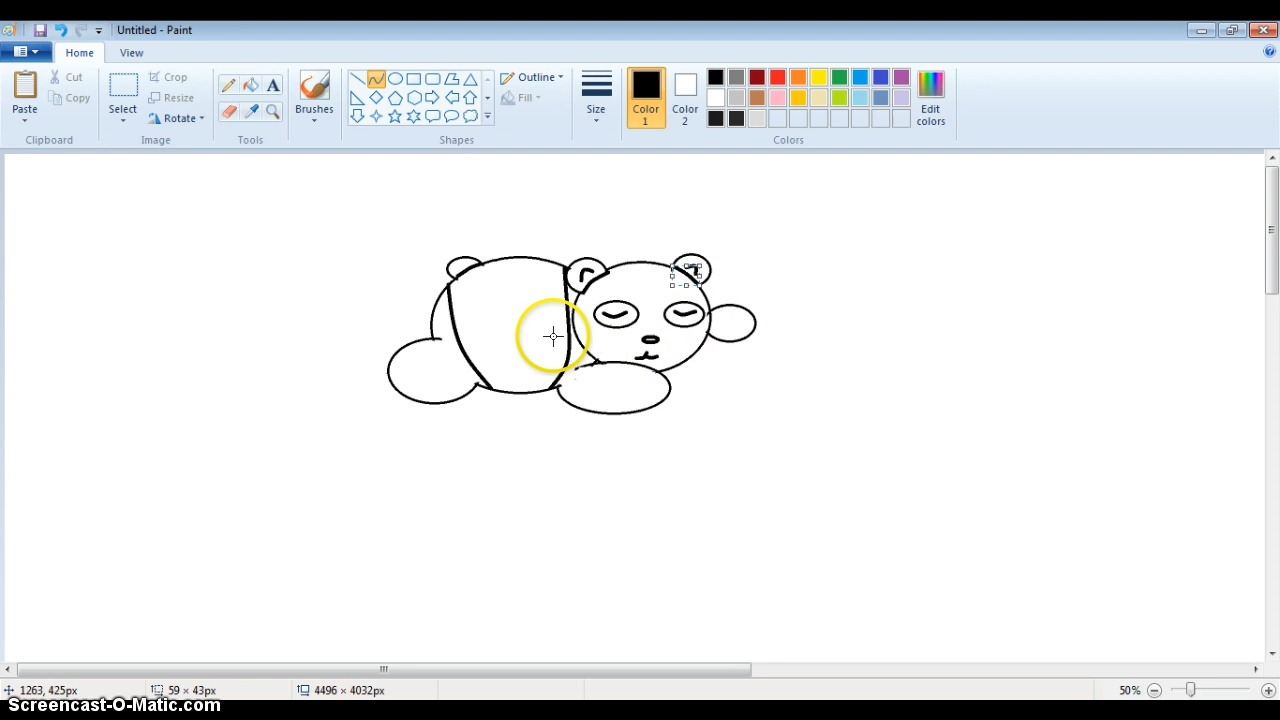 Untitled - Paint
Home View
Paste
Cut
Copy
Clipboard
Select
Crop
Resize
Rotate
Image
A
Tools
Brushes
Shapes
Outline
Fill
Size
Color 1
Color 2
Edit colors
Colors
1263, 425px 59 × 43px 4496 × 4032px 50%
Screencast-O-Matic.com